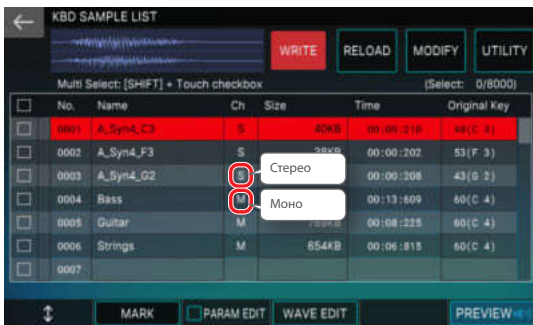 KBD SAMPLE LIST
WRITE RELOAD MODIFY UTILITY
Multi Select: [SHIFT] + Touch checkbox (Select: 0/8000)
No. Name Ch Size Time Original Key
0001 A_Syn4_C3 S 40KB 00:00:210 48(C 3)
0002 A_Syn4_F3 S 38KB 00:00:202 53(F 3)
Стерео
0003 A_Syn4_G2 S 00:00:208 43(G 2)
0004 Bass M 00:13:609 60(C 4)
Моно
0005 Guitar M 00:08:225 60(C 4)
0006 Strings M 654KB 00:06:815 60(C 4)
0007
MARK PARAM EDIT WAVE EDIT PREVIEW